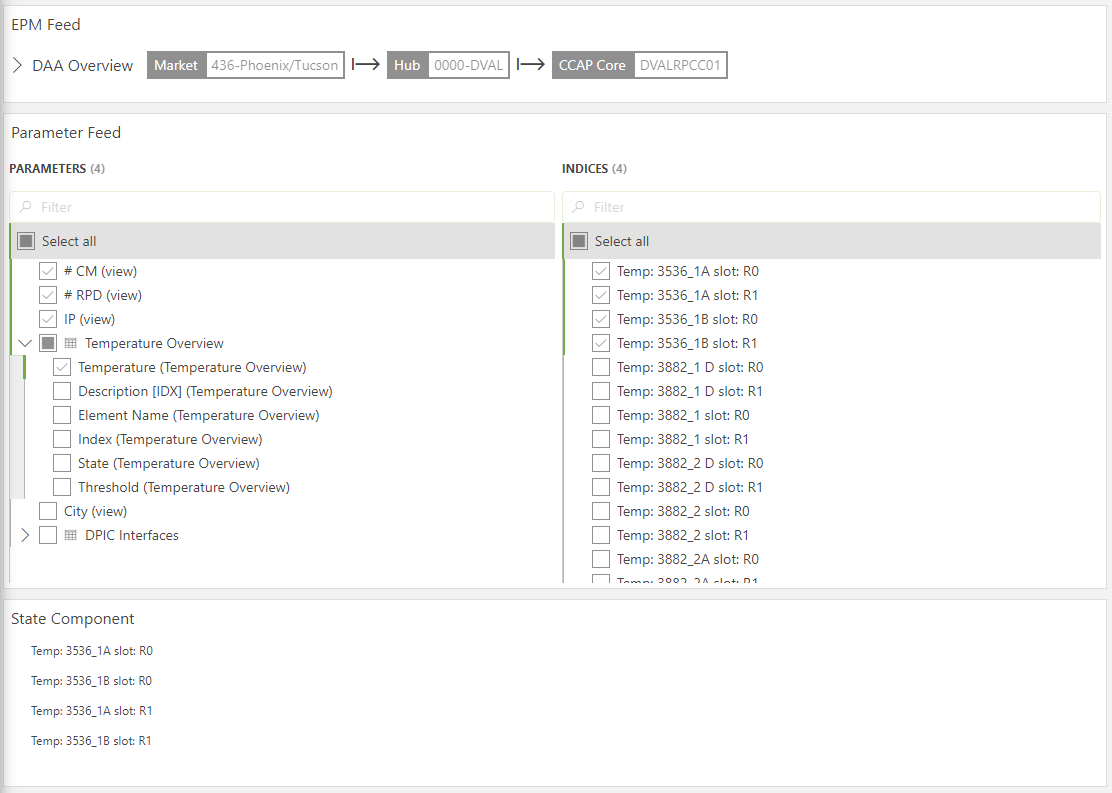 EPM Feed
DAA Overview Market 436-Phoenix/Tucson Hub 0000-DVAL CCAP Core DVALRPCC01
Parameter Feed
PARAMETERS (4)
Filter
Select all
# CM (view)
# RPD (view)
IP (view)
Temperature Overview
Temperature (Temperature Overview)
Description [IDX] (Temperature Overview)
Element Name (Temperature Overview)
Index (Temperature Overview)
State (Temperature Overview)
Threshold (Temperature Overview)
City (view)
DPIC Interfaces
INDICES (4)
Filter
Select all
Temp: 3536_1A slot: R0
Temp: 3536_1A slot: R1
Temp: 3536_1B slot: R0
Temp: 3536_1B slot: R1
Temp: 3882_1 D slot: R0
Temp: 3882_1 D slot: R1
Temp: 3882_1 slot: R0
Temp: 3882_1 slot: R1
Temp: 3882_2 D slot: R0
Temp: 3882_2 D slot: R1
Temp: 3882_2 slot: R0
Temp: 3882_2 slot: R1
Temp: 3882_2A slot: R0
Temp: 3882_2A slot: R1
State Component
Temp: 3536_1A slot: R0
Temp: 3536_1B slot: R0
Temp: 3536_1A slot: R1
Temp: 3536_1B slot: R1